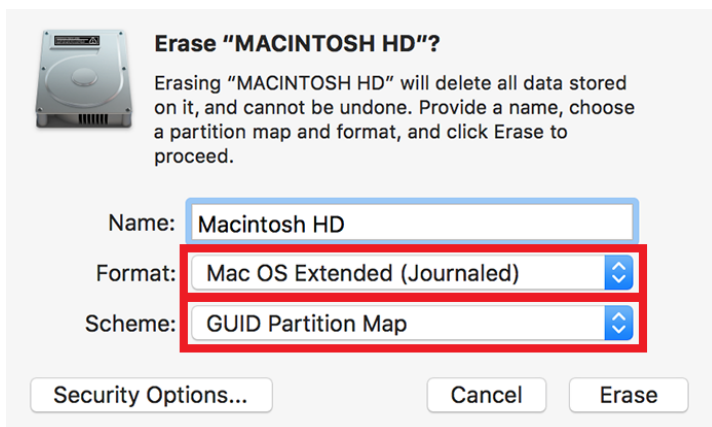 Erase “MACINTOSH HD”?
Erasing “MACINTOSH HD” will delete all data stored
on it, and cannot be undone. Provide a name, choose
a partition map and format, and click Erase to
proceed.
Name: Macintosh HD
Format: Mac OS Extended (Journaled)
Scheme: GUID Partition Map
Security Options... Cancel Erase